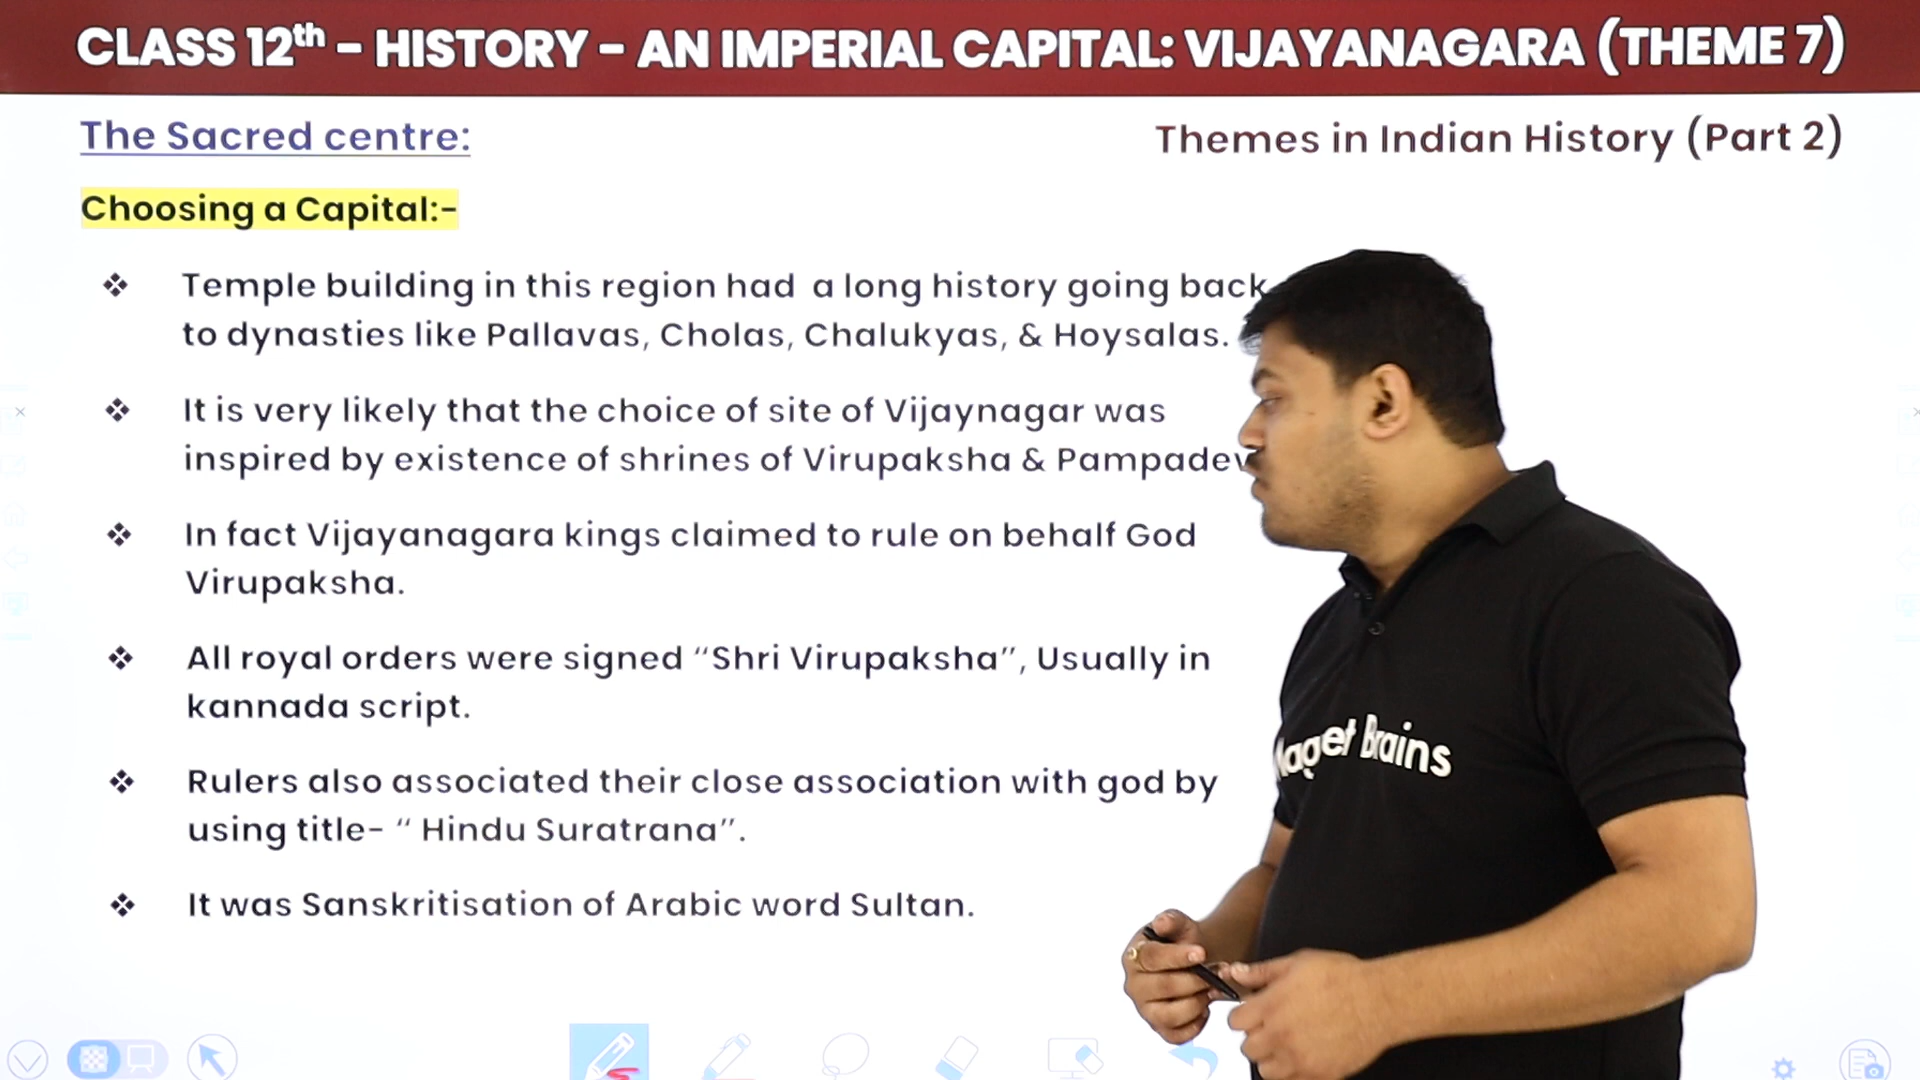 CLASS 12th - HISTORY - AN IMPERIAL CAPITAL: VIJAYANAGARA (THEME 7)
The Sacred centre:
Themes in Indian History (Part 2)
Choosing a Capital:-
❖ Temple building in this region had a long history going back
to dynasties like Pallavas, Cholas, Chalukyas, & Hoysalas.
❖ It is very likely that the choice of site of Vijaynagar was
inspired by existence of shrines of Virupaksha &
❖ In fact Vijayanagara kings claimed to rule on behalf God
Virupaksha.
❖ All royal orders were signed "Shri Virupaksha", Usually in
kannada script.
❖ Rulers also associated their close association with god by
using title- " Hindu Suratrana".
❖ It was Sanskritisation of Arabic word Sultan.
Brains